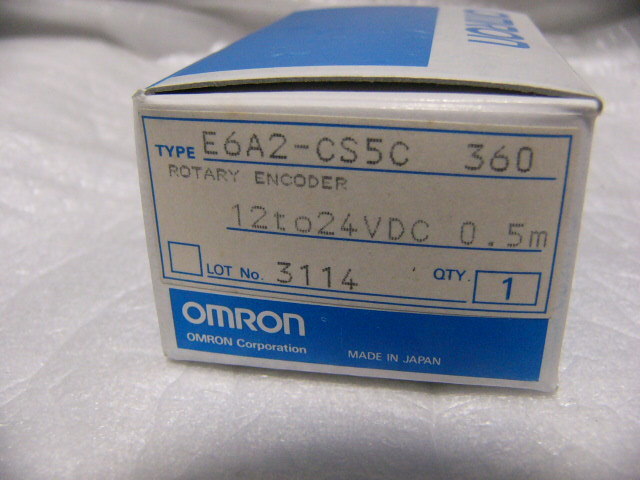 OMRON
TYPE E6A2-CS5C 360
ROTARY ENCODER
12to24VDC 0.5m
LOT No. 3114 QTY. 1
OMRON
OMRON Corporation MADE IN JAPAN